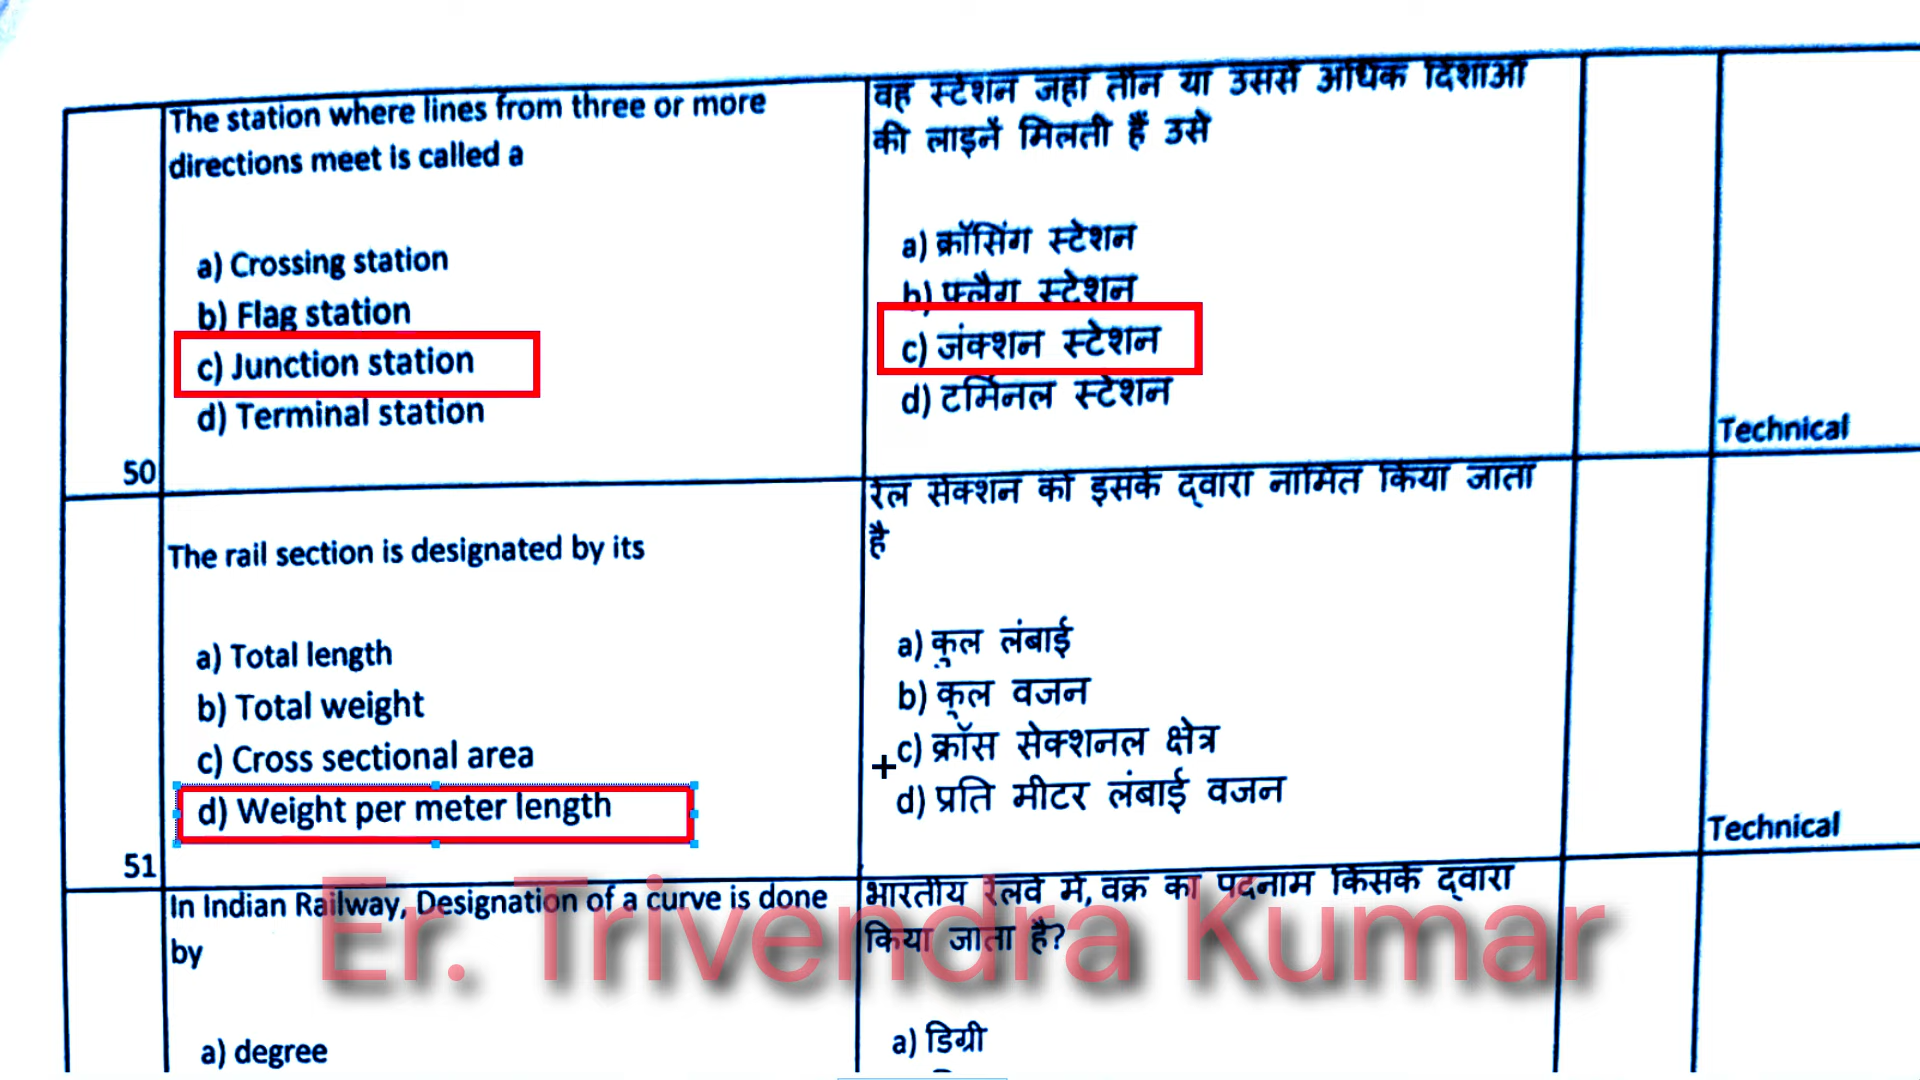 The station where lines from three or more
directions meet is called a
a) Crossing station
b) Flag station
c) Junction station
d) Terminal station
50
वह स्टेशन जहां तीन या उससे अधिक दिशाओं
की लाइनें मिलती हैं उसे
a) क्रॉसिंग स्टेशन
b) फ्लैग स्टेशन
c) जंक्शन स्टेशन
d) टर्मिनल स्टेशन
Technical
The rail section is designated by its
a) Total length
b) Total weight
c) Cross sectional area
d) Weight per meter length
51
रेल सेक्शन को इसके द्वारा नामित किया जाता
है
a) कुल लंबाई
b) कुल वजन
c) क्रॉस सेक्शनल क्षेत्र
d) प्रति मीटर लंबाई वजन
Technical
In Indian Railway, Designation of a curve is done
by
a) degree
भारतीय रेलवे में, वक्र का पदनाम किसके द्वारा
किया जाता है?
a) डिग्री
Er. Trivendra Kumar